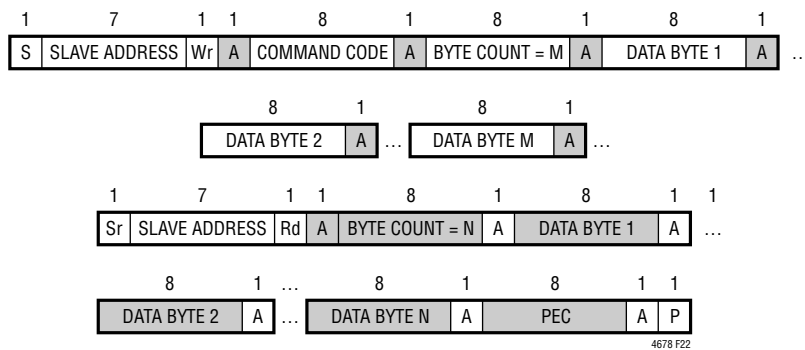 1 7 1 1 8 1 8 1 8 1
S SLAVE ADDRESS Wr A COMMAND CODE A BYTE COUNT = M A DATA BYTE 1 A …
8 1 8 1
DATA BYTE 2 A … DATA BYTE M A …
1 7 1 1 8 1 8 1 1
Sr SLAVE ADDRESS Rd A BYTE COUNT = N A DATA BYTE 1 A …
8 1 … 8 1 8 1 1
DATA BYTE 2 A … DATA BYTE N A PEC A P
4678 F22